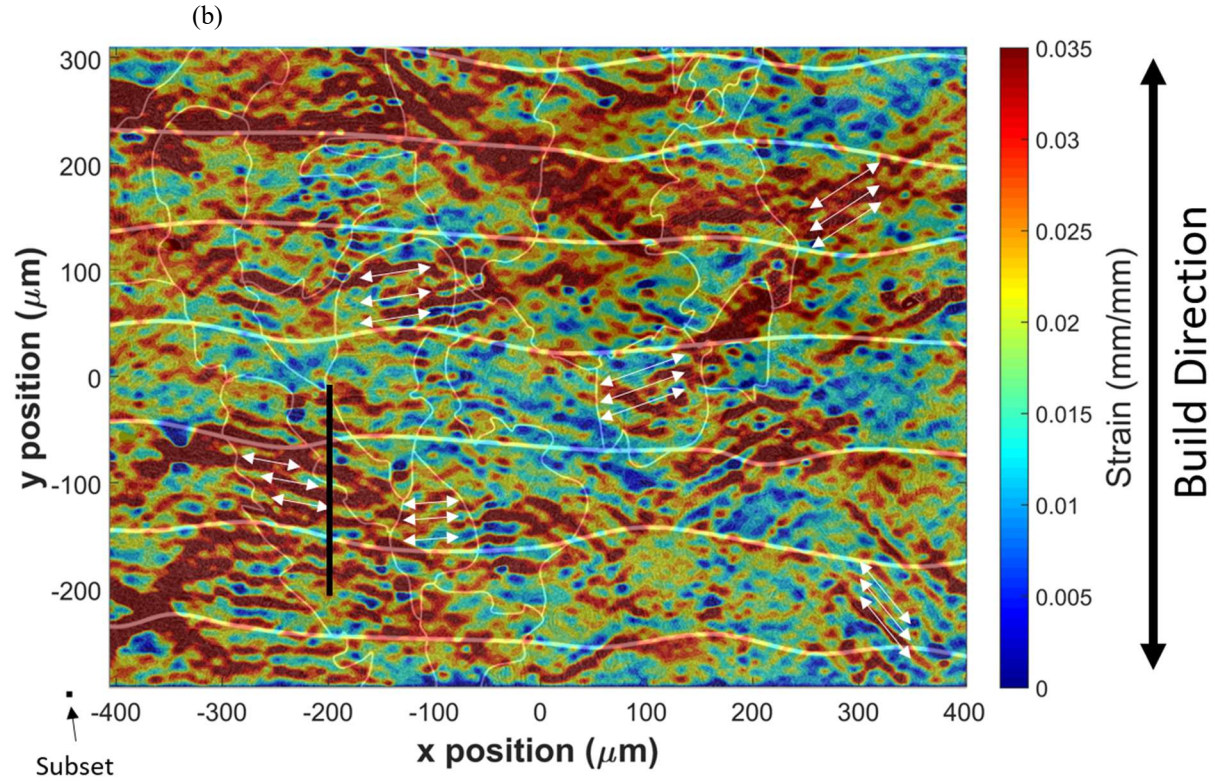 (b)
300
200
100
0
-100
-200
y position (μm)
-400 -300 -200 -100 0 100 200 300 400
x position (μm)
Subset
0.035
0.03
0.025
0.02
0.015
0.01
0.005
0
Strain (mm/mm)
Build Direction